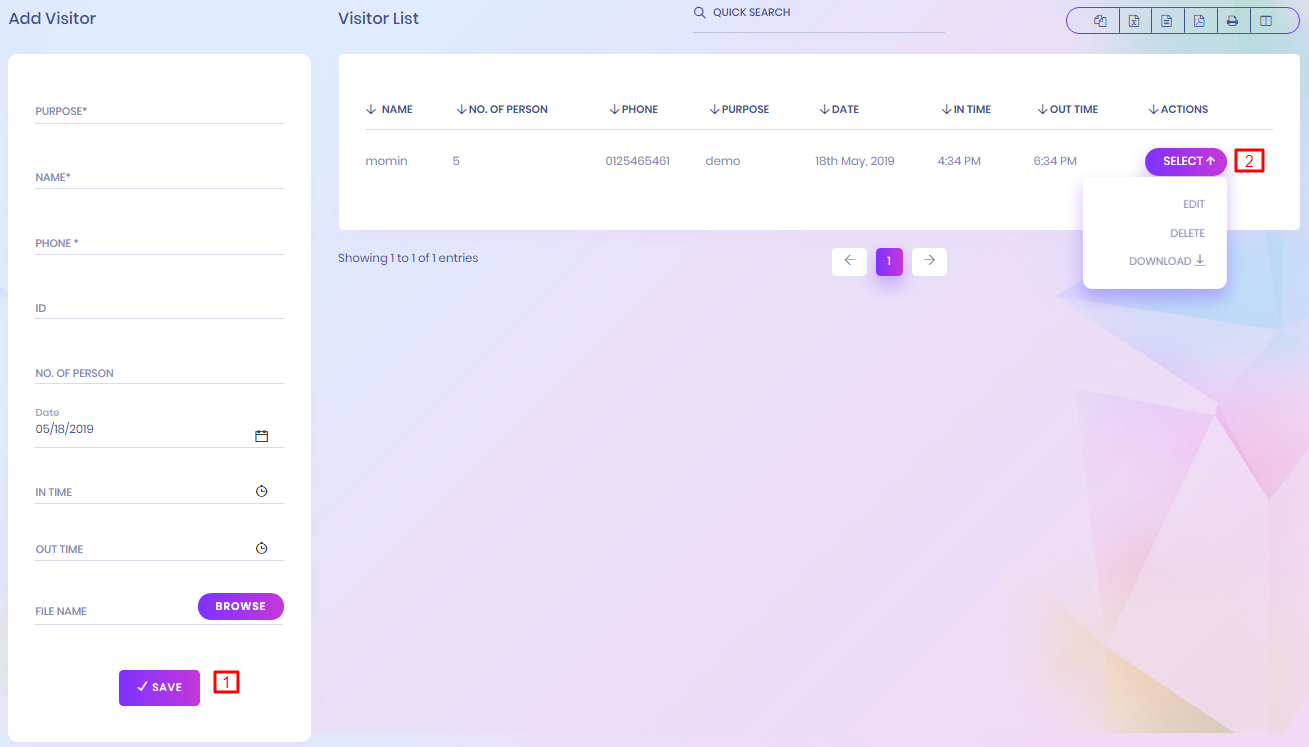 Add Visitor
PURPOSE*
NAME*
PHONE *
ID
NO. OF PERSON
Date
05/18/2019
IN TIME
OUT TIME
FILE NAME BROWSE
SAVE 1
Visitor List
QUICK SEARCH
NAME NO. OF PERSON PHONE PURPOSE DATE IN TIME OUT TIME ACTIONS
momin 5 0125465461 demo 18th May, 2019 4:34 PM 6:34 PM SELECT 2
EDIT
DELETE
DOWNLOAD
Showing 1 to 1 of 1 entries
1